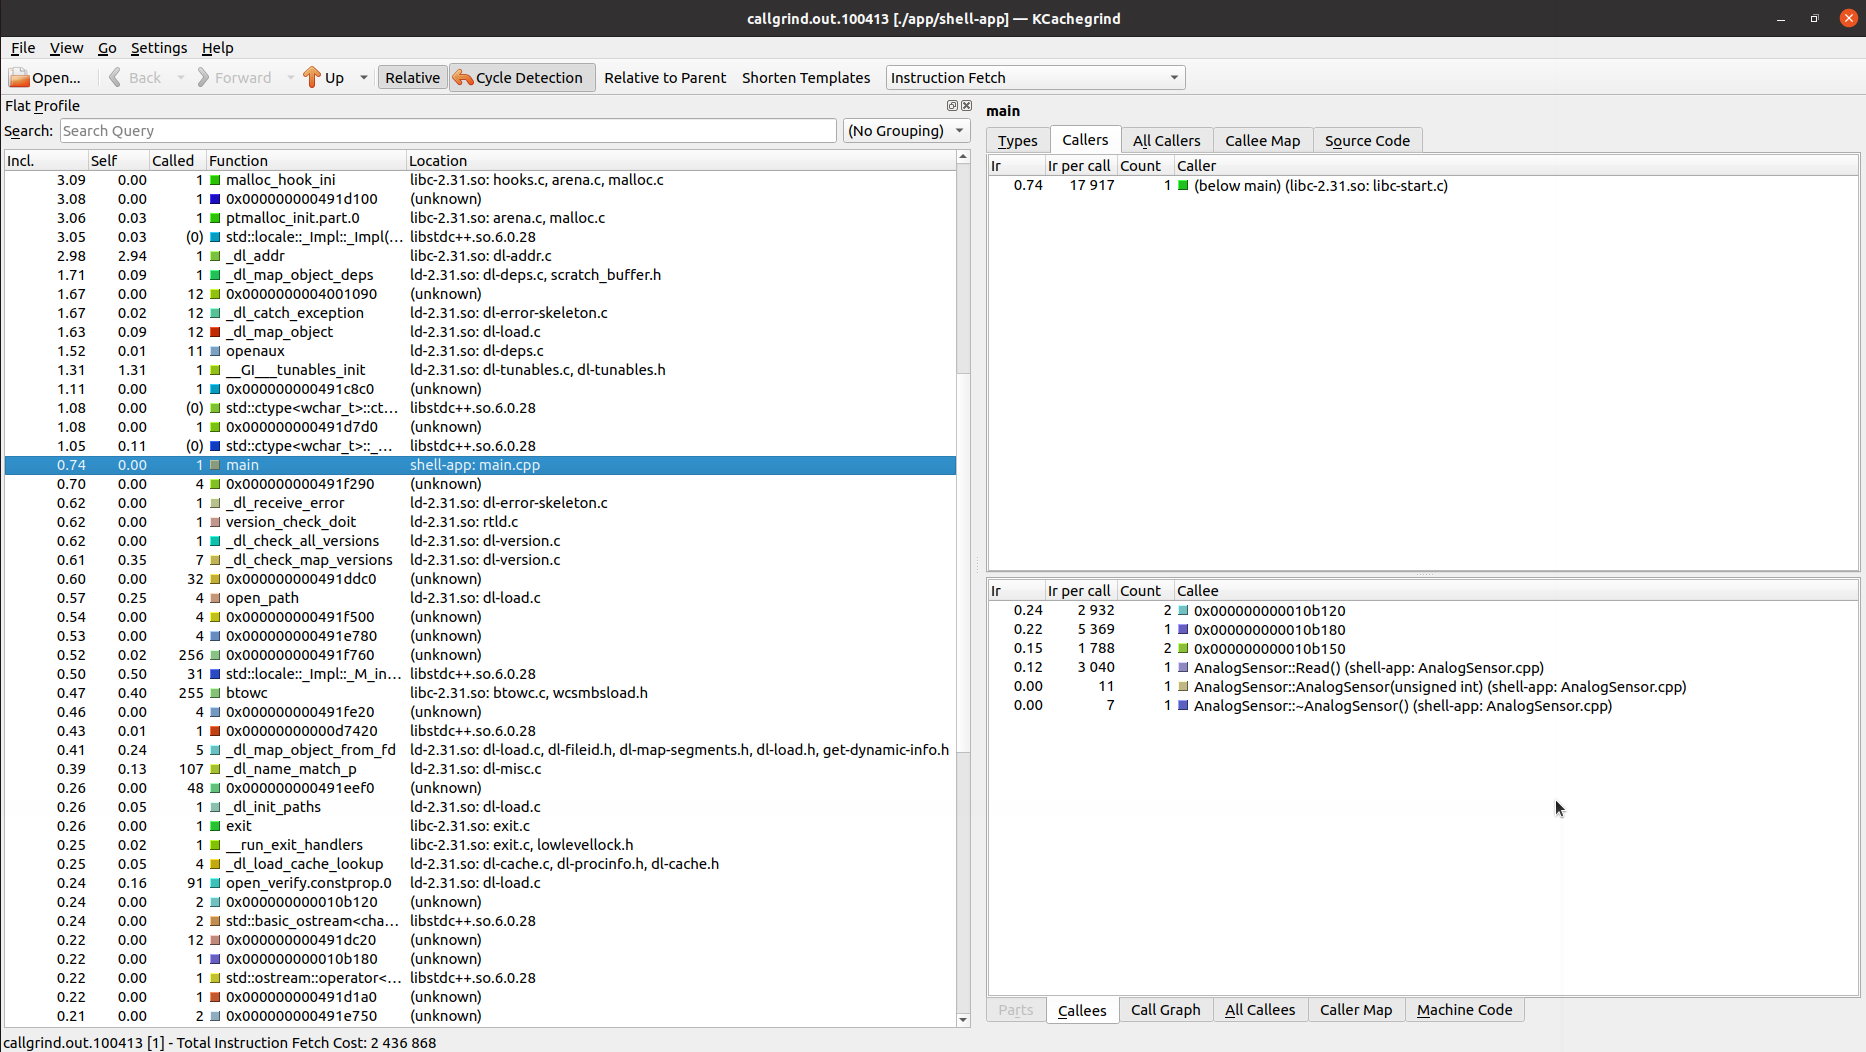 callgrind.out.100413 [./app/shell-app] — KCachegrind
File View Go Settings Help
Open... Back Forward Up Relative Cycle Detection Relative to Parent Shorten Templates Instruction Fetch
Flat Profile
Search: Search Query (No Grouping)
Incl. Self Called Function Location
3.09 0.00 1 malloc_hook_ini libc-2.31.so: hooks.c, arena.c, malloc.c
3.08 0.00 1 0x000000000491d100 (unknown)
3.06 0.03 1 ptmalloc_init.part.0 libc-2.31.so: arena.c, malloc.c
3.05 0.03 (0) std::locale::_Impl::_Impl(... libstdc++.so.6.0.28
2.98 2.94 1 _dl_addr libc-2.31.so: dl-addr.c
1.71 0.09 1 _dl_map_object_deps ld-2.31.so: dl-deps.c, scratch_buffer.h
1.67 0.00 12 0x0000000004001090 (unknown)
1.67 0.02 12 _dl_catch_exception ld-2.31.so: dl-error-skeleton.c
1.63 0.09 12 _dl_map_object ld-2.31.so: dl-load.c
1.52 0.01 11 openaux ld-2.31.so: dl-deps.c
1.31 1.31 1 __GI___tunables_init ld-2.31.so: dl-tunables.c, dl-tunables.h
1.11 0.00 1 0x000000000491c8c0 (unknown)
1.08 0.00 (0) std::ctype<wchar_t>::ct... libstdc++.so.6.0.28
1.08 0.00 1 0x000000000491d7d0 (unknown)
1.05 0.11 (0) std::ctype<wchar_t>::_... libstdc++.so.6.0.28
0.74 0.00 1 main shell-app: main.cpp
0.70 0.00 4 0x000000000491f290 (unknown)
0.62 0.00 1 _dl_receive_error ld-2.31.so: dl-error-skeleton.c
0.62 0.00 1 version_check_doit ld-2.31.so: rtld.c
0.62 0.00 1 _dl_check_all_versions ld-2.31.so: dl-version.c
0.61 0.35 7 _dl_check_map_versions ld-2.31.so: dl-version.c
0.60 0.00 32 0x000000000491ddc0 (unknown)
0.57 0.25 4 open_path ld-2.31.so: dl-load.c
0.54 0.00 4 0x000000000491f500 (unknown)
0.53 0.00 4 0x000000000491e780 (unknown)
0.52 0.02 256 0x000000000491f760 (unknown)
0.50 0.50 31 std::locale::_Impl::_M_in... libstdc++.so.6.0.28
0.47 0.40 255 btowc libc-2.31.so: btowc.c, wcsmbsload.h
0.46 0.00 4 0x000000000491fe20 (unknown)
0.43 0.01 1 0x00000000000d7420 libstdc++.so.6.0.28
0.41 0.24 5 _dl_map_object_from_fd ld-2.31.so: dl-load.c, dl-fileid.h, dl-map-segments.h, dl-load.h, get-dynamic-info.h
0.39 0.13 107 _dl_name_match_p ld-2.31.so: dl-misc.c
0.26 0.00 48 0x000000000491eef0 (unknown)
0.26 0.05 1 _dl_init_paths ld-2.31.so: dl-load.c
0.26 0.00 1 exit libc-2.31.so: exit.c
0.25 0.02 1 __run_exit_handlers libc-2.31.so: exit.c, lowlevellock.h
0.25 0.05 4 _dl_load_cache_lookup ld-2.31.so: dl-cache.c, dl-procinfo.h, dl-cache.h
0.24 0.16 91 open_verify.constprop.0 ld-2.31.so: dl-load.c
0.24 0.00 2 0x000000000010b120 (unknown)
0.24 0.00 2 std::basic_ostream<cha... libstdc++.so.6.0.28
0.22 0.00 12 0x000000000491dc20 (unknown)
0.22 0.00 1 0x000000000010b180 (unknown)
0.22 0.00 1 std::ostream::operator<... libstdc++.so.6.0.28
0.22 0.00 1 0x000000000491d1a0 (unknown)
0.21 0.00 2 0x000000000491e750 (unknown)
main
Types Callers All Callers Callee Map Source Code
Ir Ir per call Count Caller
0.74 17 917 1 (below main) (libc-2.31.so: libc-start.c)
Ir Ir per call Count Callee
0.24 2 932 2 0x000000000010b120
0.22 5 369 1 0x000000000010b180
0.15 1 788 2 0x000000000010b150
0.12 3 040 1 AnalogSensor::Read() (shell-app: AnalogSensor.cpp)
0.00 11 1 AnalogSensor::AnalogSensor(unsigned int) (shell-app: AnalogSensor.cpp)
0.00 7 1 AnalogSensor::~AnalogSensor() (shell-app: AnalogSensor.cpp)
Parts Callees Call Graph All Callees Caller Map Machine Code
callgrind.out.100413 [1] - Total Instruction Fetch Cost: 2 436 868